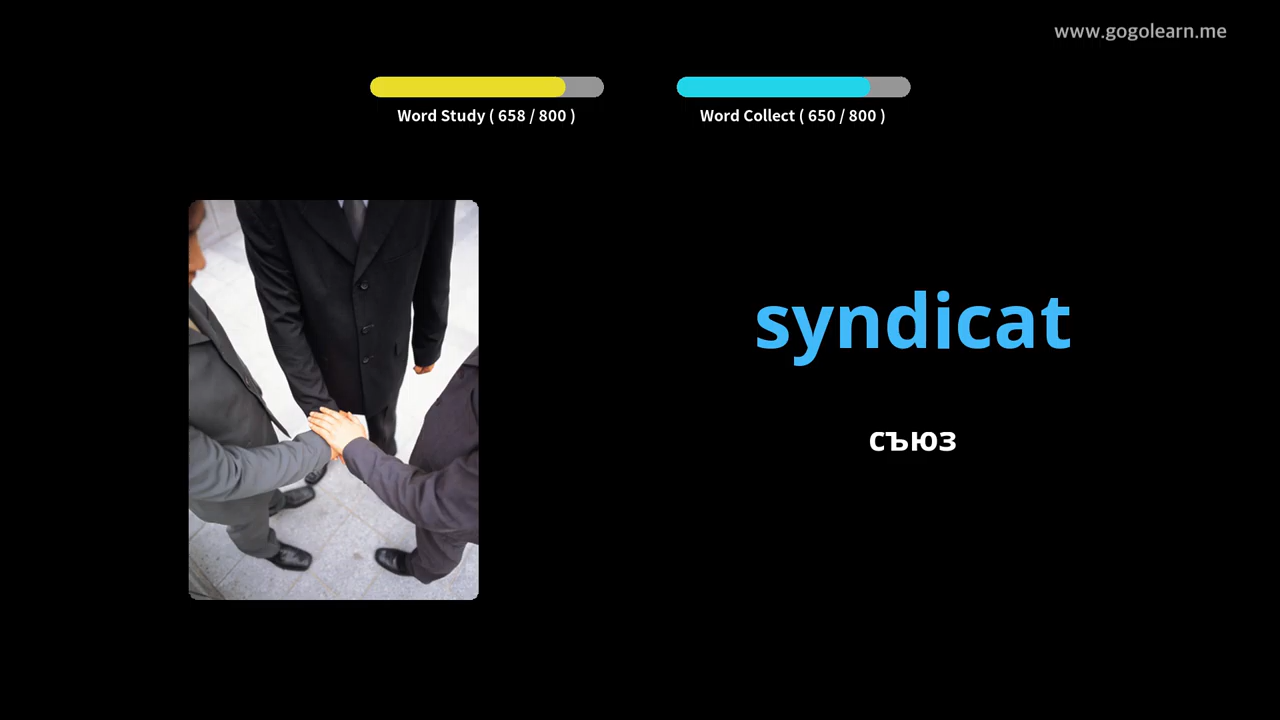 www.gogolearn.me
Word Study ( 658 / 800 )
Word Collect ( 650 / 800 )
syndicat
съюз